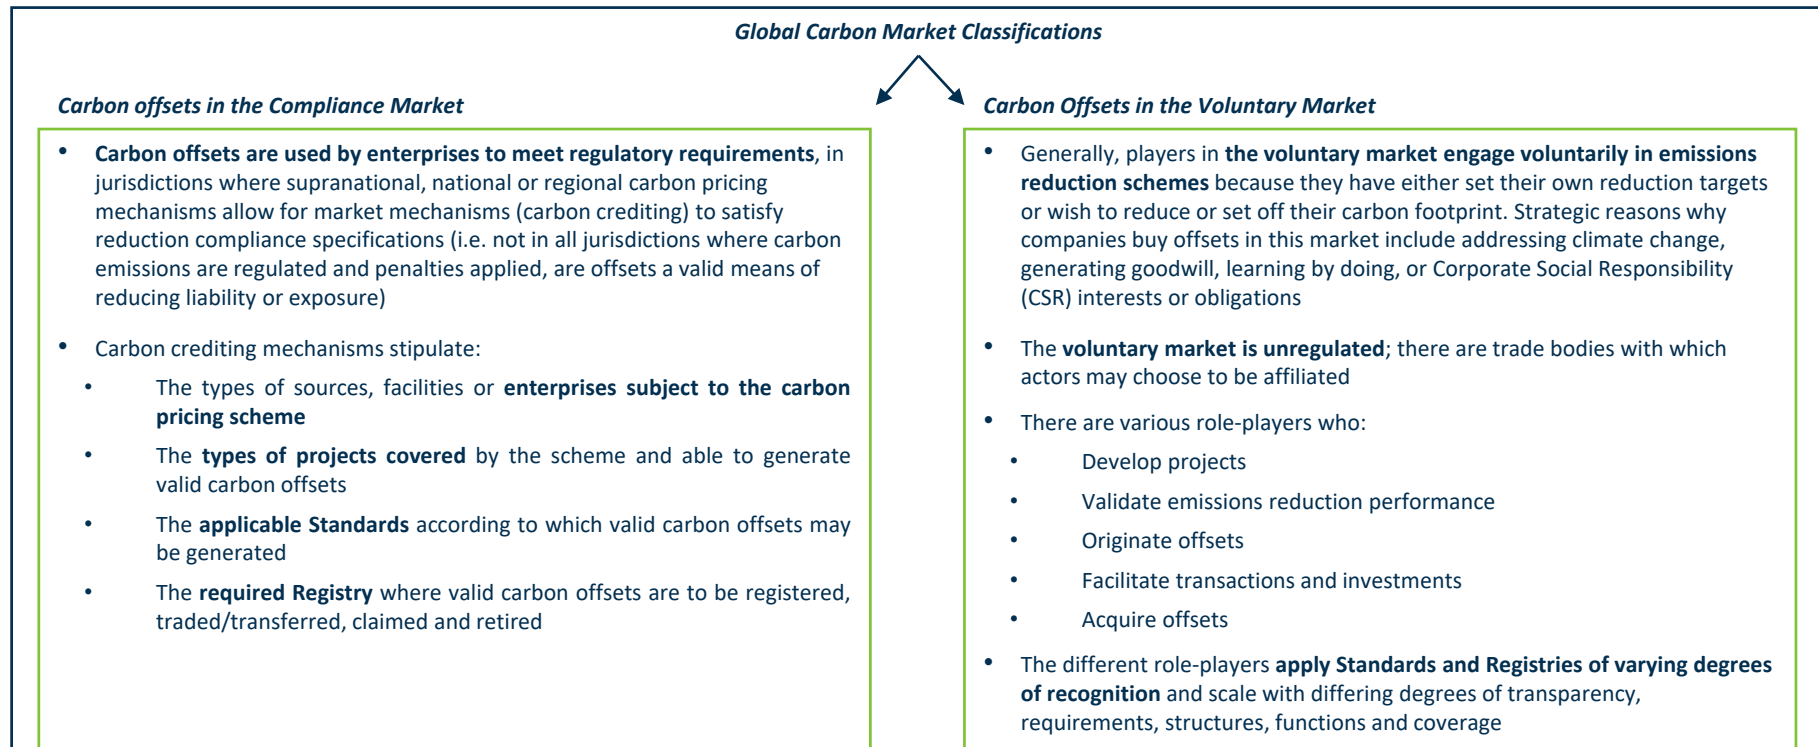 Global Carbon Market Classifications
Carbon offsets in the Compliance Market
• Carbon offsets are used by enterprises to meet regulatory requirements, in
jurisdictions where supranational, national or regional carbon pricing
mechanisms allow for market mechanisms (carbon crediting) to satisfy
reduction compliance specifications (i.e. not in all jurisdictions where carbon
emissions are regulated and penalties applied, are offsets a valid means of
reducing liability or exposure)
• Carbon crediting mechanisms stipulate:
• The types of sources, facilities or enterprises subject to the carbon
pricing scheme
• The types of projects covered by the scheme and able to generate
valid carbon offsets
• The applicable Standards according to which valid carbon offsets may
be generated
• The required Registry where valid carbon offsets are to be registered,
traded/transferred, claimed and retired
Carbon Offsets in the Voluntary Market
• Generally, players in the voluntary market engage voluntarily in emissions
reduction schemes because they have either set their own reduction targets
or wish to reduce or set off their carbon footprint. Strategic reasons why
companies buy offsets in this market include addressing climate change,
generating goodwill, learning by doing, or Corporate Social Responsibility
(CSR) interests or obligations
• The voluntary market is unregulated; there are trade bodies with which
actors may choose to be affiliated
• There are various role-players who:
• Develop projects
• Validate emissions reduction performance
• Originate offsets
• Facilitate transactions and investments
• Acquire offsets
• The different role-players apply Standards and Registries of varying degrees
of recognition and scale with differing degrees of transparency,
requirements, structures, functions and coverage